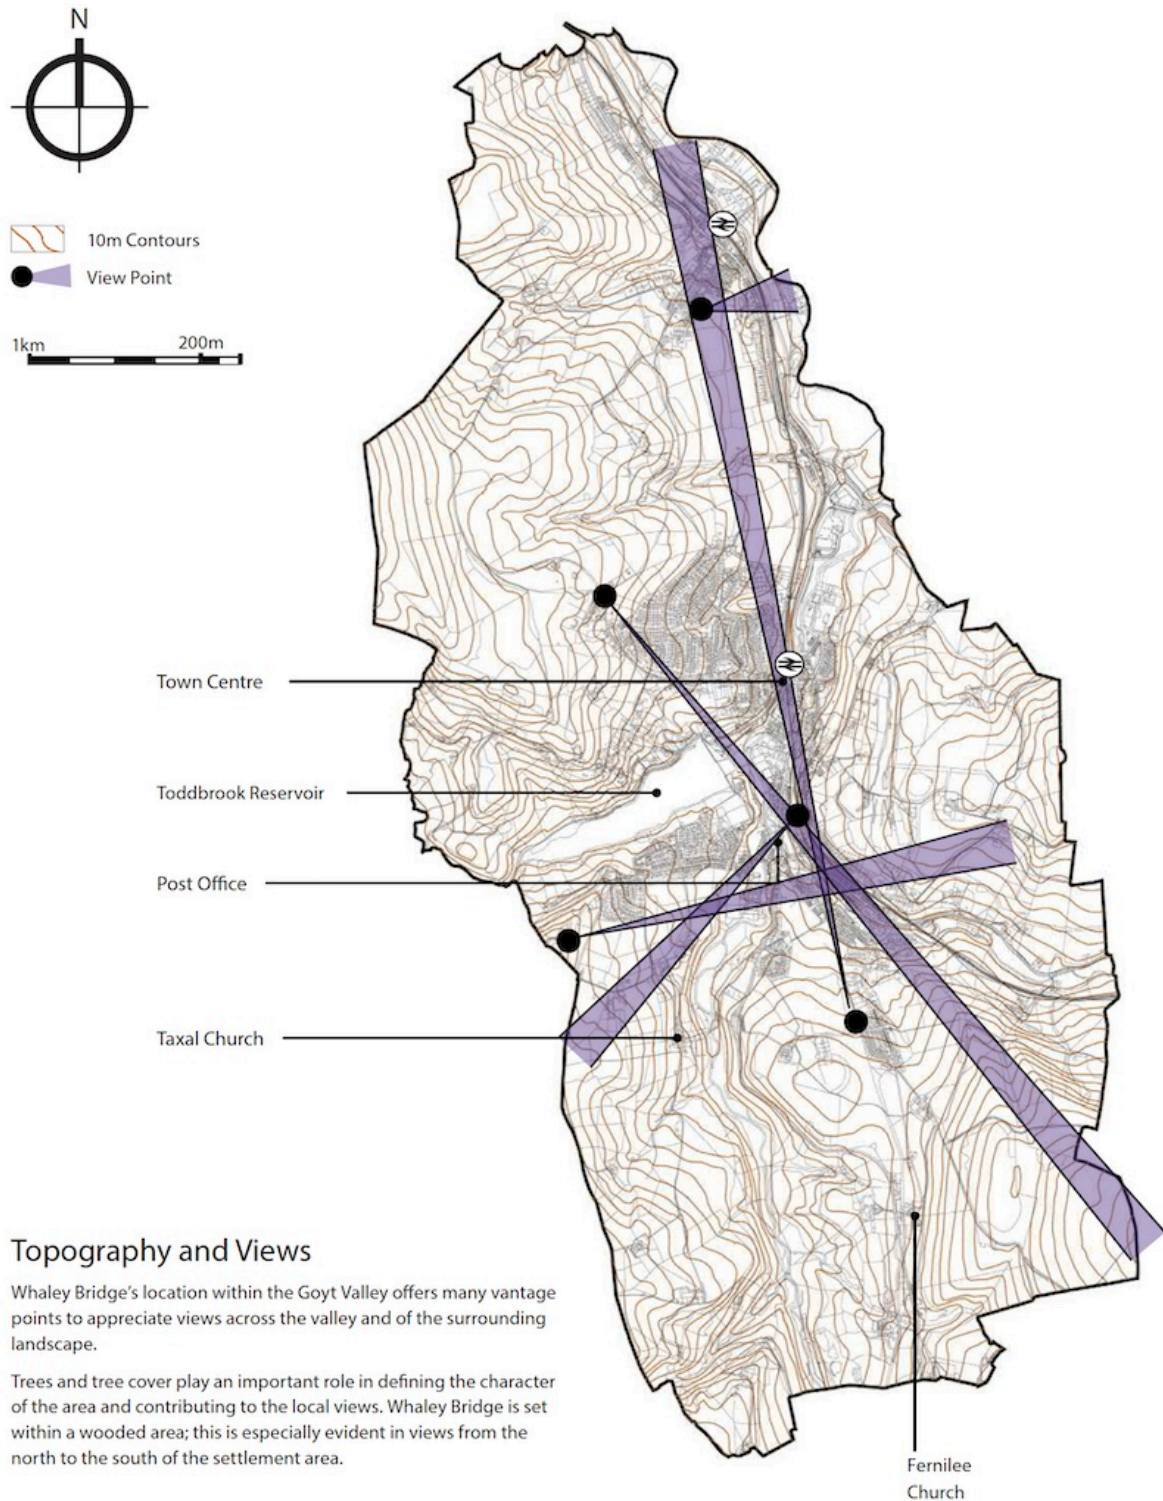 N
10m Contours
View Point
1km 200m
Town Centre
Toddbrook Reservoir
Post Office
Taxal Church
Topography and Views
Whaley Bridge's location within the Goyt Valley offers many vantage
points to appreciate views across the valley and of the surrounding
landscape.
Trees and tree cover play an important role in defining the character
of the area and contributing to the local views. Whaley Bridge is set
within a wooded area; this is especially evident in views from the
north to the south of the settlement area.
Fernilee
Church